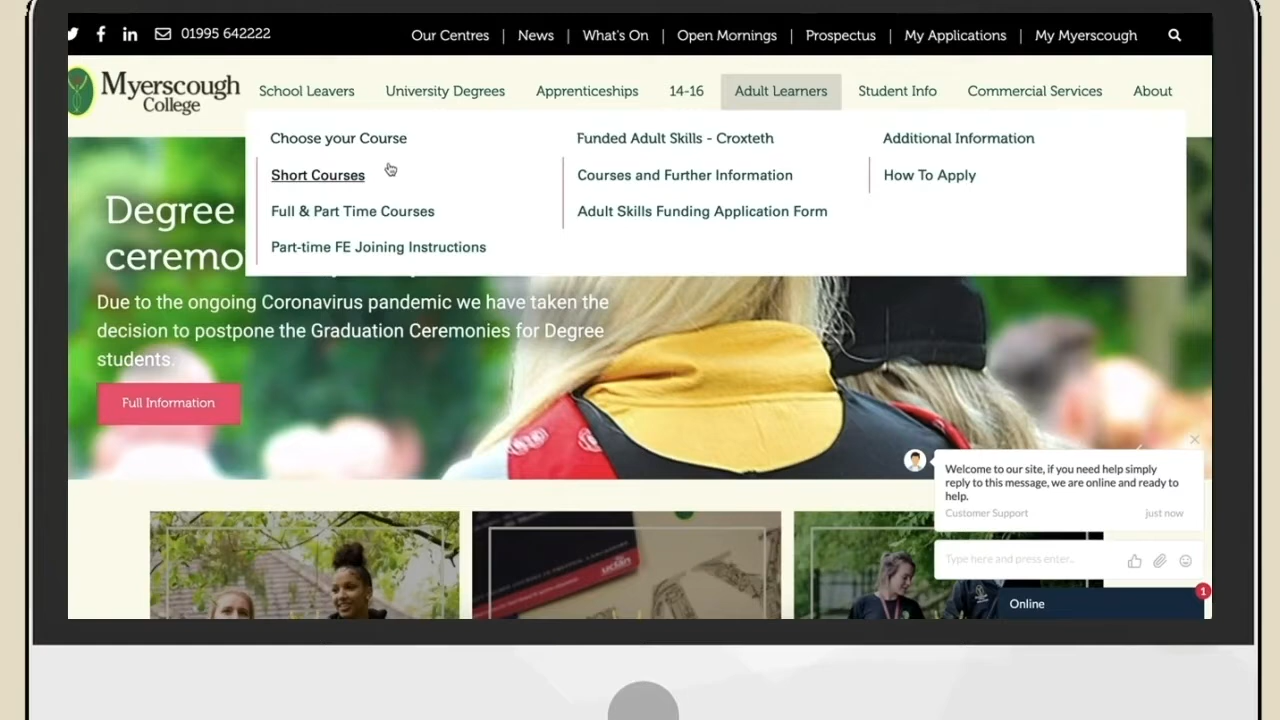 01995 642222
Our Centres | News | What's On | Open Mornings | Prospectus | My Applications | My Myerscough
Myerscough
College
School Leavers University Degrees Apprenticeships 14-16 Adult Learners Student Info Commercial Services About
Choose your Course
Short Courses
Full & Part Time Courses
Part-time FE Joining Instructions
Funded Adult Skills - Croxteth
Courses and Further Information
Adult Skills Funding Application Form
Additional Information
How To Apply
Degree
ceremo
Due to the ongoing Coronavirus pandemic we have taken the
decision to postpone the Graduation Ceremonies for Degree
students.
Full Information
Welcome to our site, if you need help simply
reply to this message, we are online and ready to
help.
Customer Support just now
Type here and press enter..
Online
1
uclan